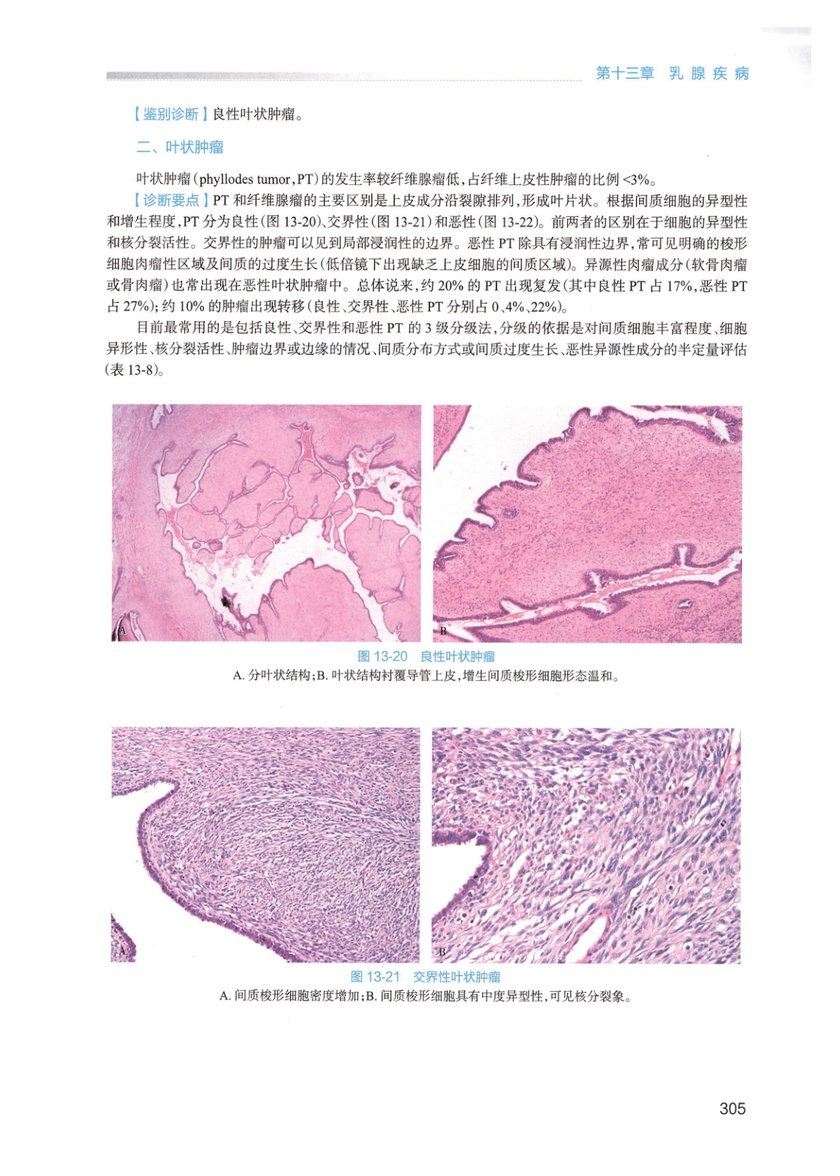 第十三章 乳腺疾病
【鉴别诊断】良性叶状肿瘤。
二、叶状肿瘤
叶状肿瘤(phyllodes tumor,PT)的发生率较纤维腺瘤低,占纤维上皮性肿瘤的比例<3%。
【诊断要点】PT 和纤维腺瘤的主要区别是上皮成分沿裂隙排列,形成叶片状。根据间质细胞的异型性
和增生程度,PT 分为良性(图 13-20)、交界性(图 13-21)和恶性(图 13-22)。前两者的区别在于细胞的异型性
和核分裂活性。交界性的肿瘤可以见到局部浸润性的边界。恶性 PT 除具有浸润性边界,常可见明确的梭形
细胞肉瘤性区域及间质的过度生长(低倍镜下出现缺乏上皮细胞的间质区域)。异源性肉瘤成分(软骨肉瘤
或骨肉瘤)也常出现在恶性叶状肿瘤中。总体说来,约 20% 的 PT 出现复发(其中良性 PT 占 17%,恶性 PT
占 27%);约 10% 的肿瘤出现转移(良性、交界性、恶性 PT 分别占 0、4%、22%)。
目前最常用的是包括良性、交界性和恶性 PT 的 3 级分级法,分级的依据是对间质细胞丰富程度、细胞
异形性、核分裂活性、肿瘤边界或边缘的情况、间质分布方式或间质过度生长、恶性异源性成分的半定量评估
(表 13-8)。
A B
图 13-20 良性叶状肿瘤
A. 分叶状结构;B. 叶状结构衬覆导管上皮,增生间质梭形细胞形态温和。
A B
图 13-21 交界性叶状肿瘤
A. 间质梭形细胞密度增加;B. 间质梭形细胞具有中度异型性,可见核分裂象。
305